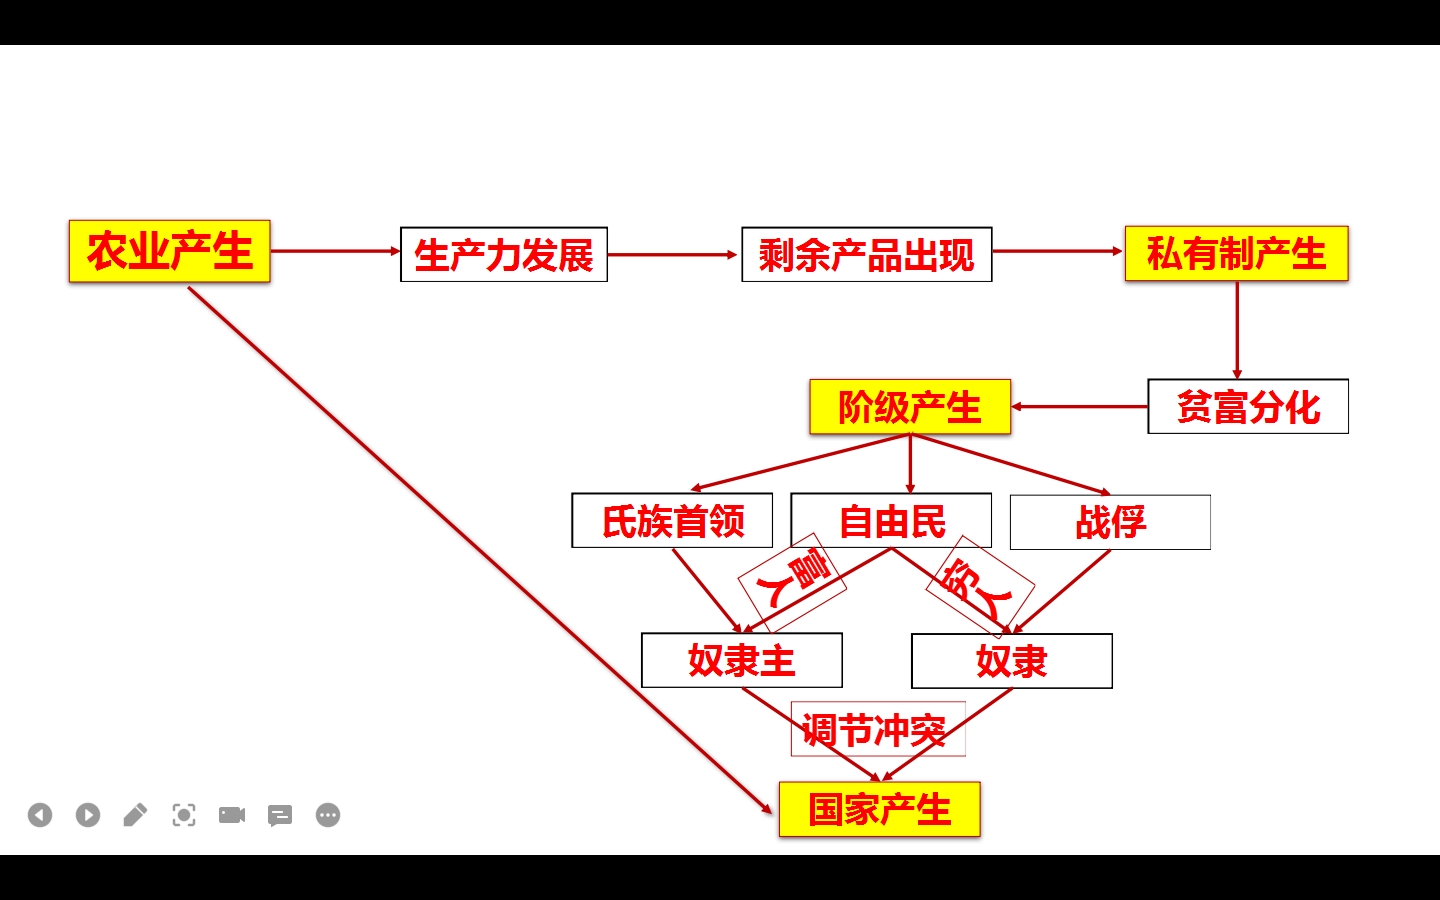 农业产生
生产力发展
剩余产品出现
私有制产生
阶级产生
贫富分化
氏族首领
自由民
战俘
富人
穷人
奴隶主
奴隶
调节冲突
国家产生